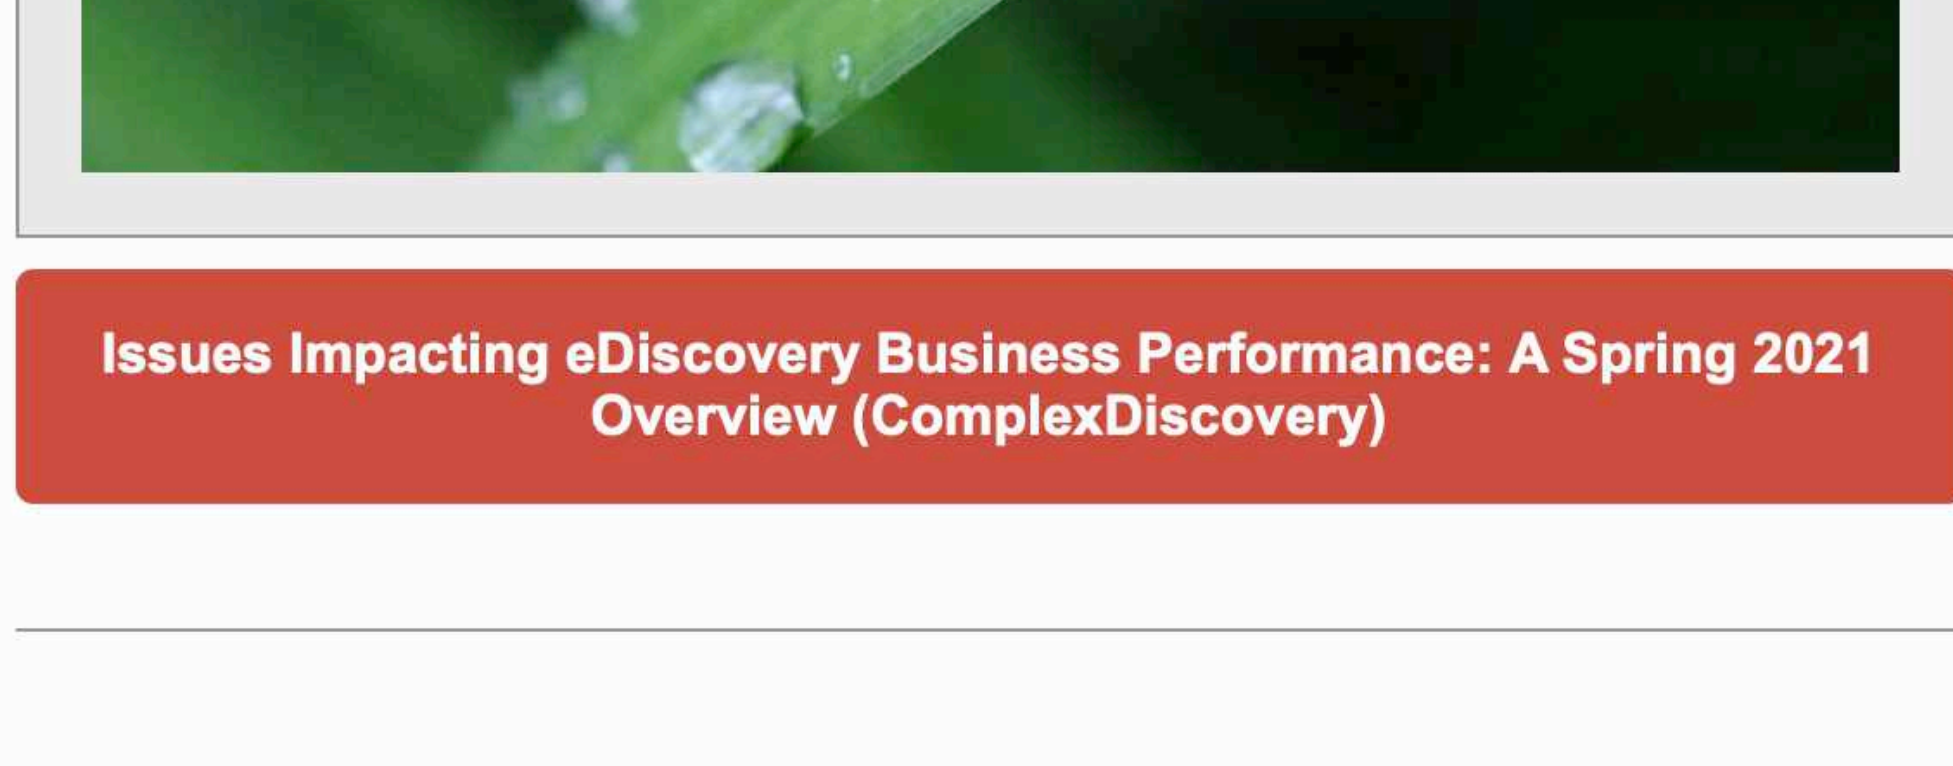 Issues Impacting eDiscovery Business Performance: A Spring 2021
Overview (ComplexDiscovery)